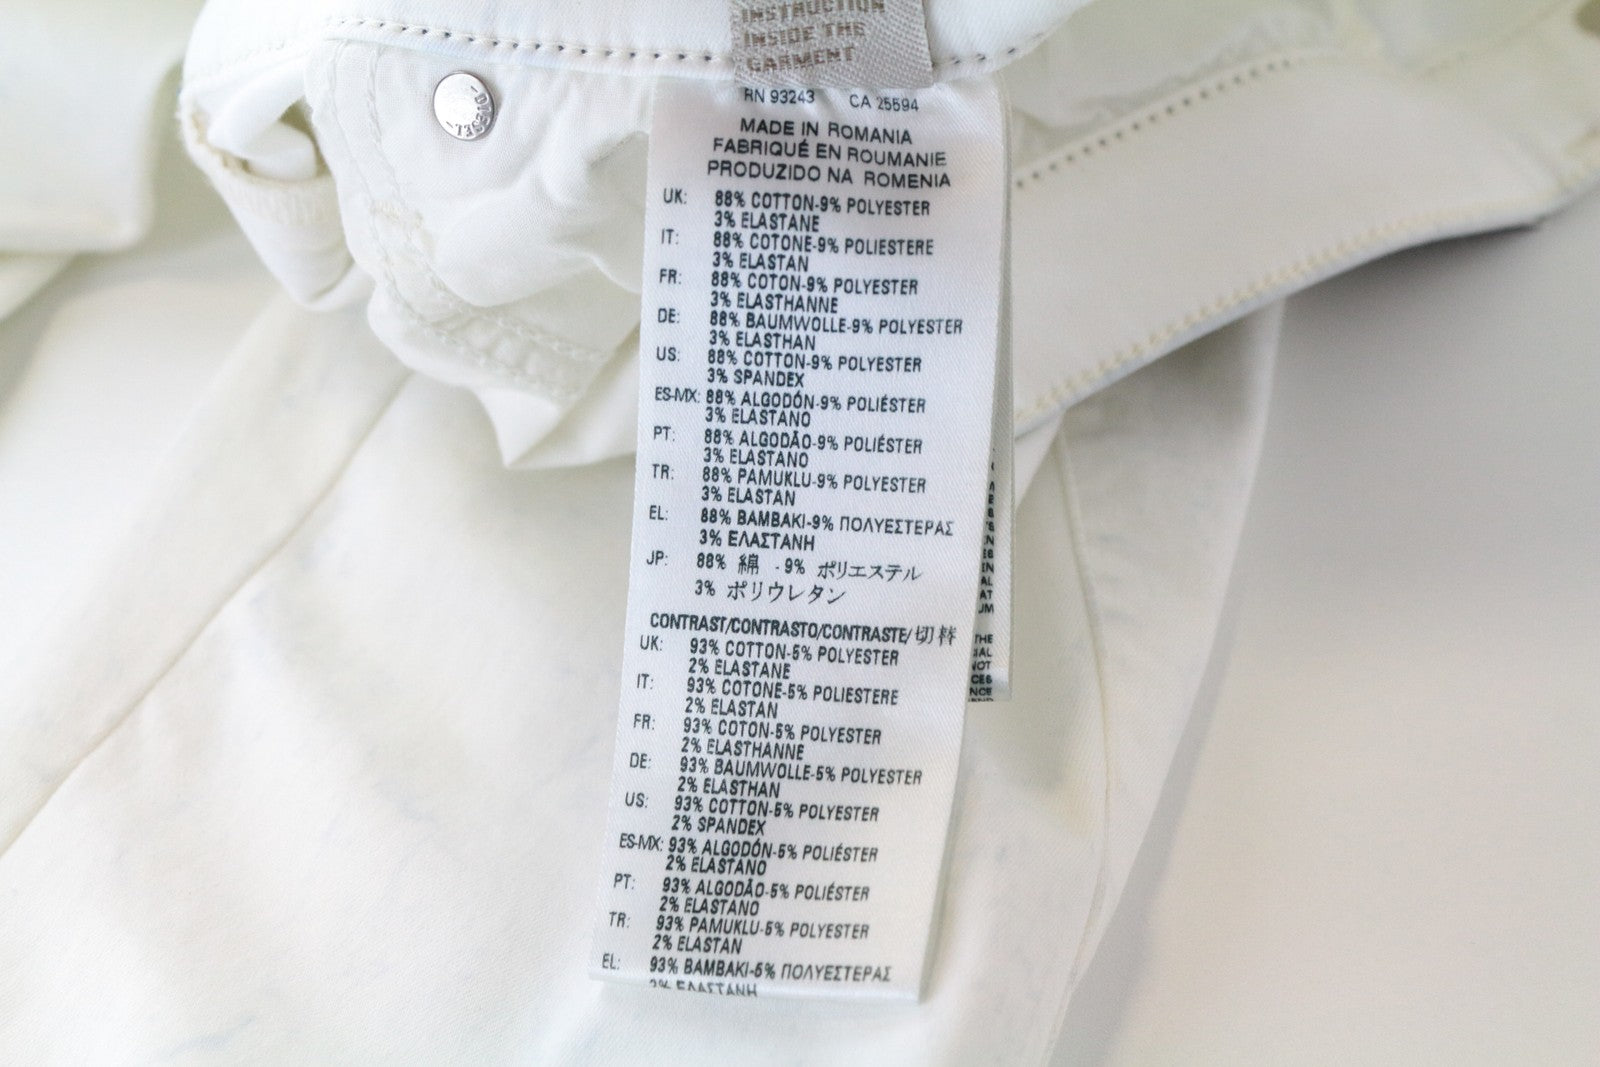 INSTRUCTION
INSIDE THE
GARMENT
DIESEL
RN 93243 CA 25594
MADE IN ROMANIA
FABRIQUÉ EN ROUMANIE
PRODUZIDO NA ROMENIA
UK: 88% COTTON-9% POLYESTER
3% ELASTANE
IT: 88% COTONE-9% POLIESTERE
3% ELASTAN
FR: 88% COTON-9% POLYESTER
3% ELASTHANNE
DE: 88% BAUMWOLLE-9% POLYESTER
3% ELASTHAN
US: 88% COTTON-9% POLYESTER
3% SPANDEX
ES-MX: 88% ALGODÓN-9% POLIÉSTER
3% ELASTANO
PT: 88% ALGODÃO-9% POLIÉSTER
3% ELASTANO
TR: 88% PAMUKLU-9% POLYESTER
3% ELASTAN
EL: 88% ΒΑΜΒΑΚΙ-9% ΠΟΛΥΕΣΤΕΡΑΣ
3% ΕΛΑΣΤΑΝΗ
JP: 88% 綿 - 9% ポリエステル
3% ポリウレタン
CONTRAST/CONTRASTO/CONTRASTE/切替
UK: 93% COTTON-5% POLYESTER
2% ELASTANE
IT: 93% COTONE-5% POLIESTERE
2% ELASTAN
FR: 93% COTON-5% POLYESTER
2% ELASTHANNE
DE: 93% BAUMWOLLE-5% POLYESTER
2% ELASTHAN
US: 93% COTTON-5% POLYESTER
2% SPANDEX
ES-MX: 93% ALGODÓN-5% POLIÉSTER
2% ELASTANO
PT: 93% ALGODÃO-5% POLIÉSTER
2% ELASTANO
TR: 93% PAMUKLU-5% POLYESTER
2% ELASTAN
EL: 93% ΒΑΜΒΑΚΙ-5% ΠΟΛΥΕΣΤΕΡΑΣ
2% ΕΛΑΣΤΑΝΗ